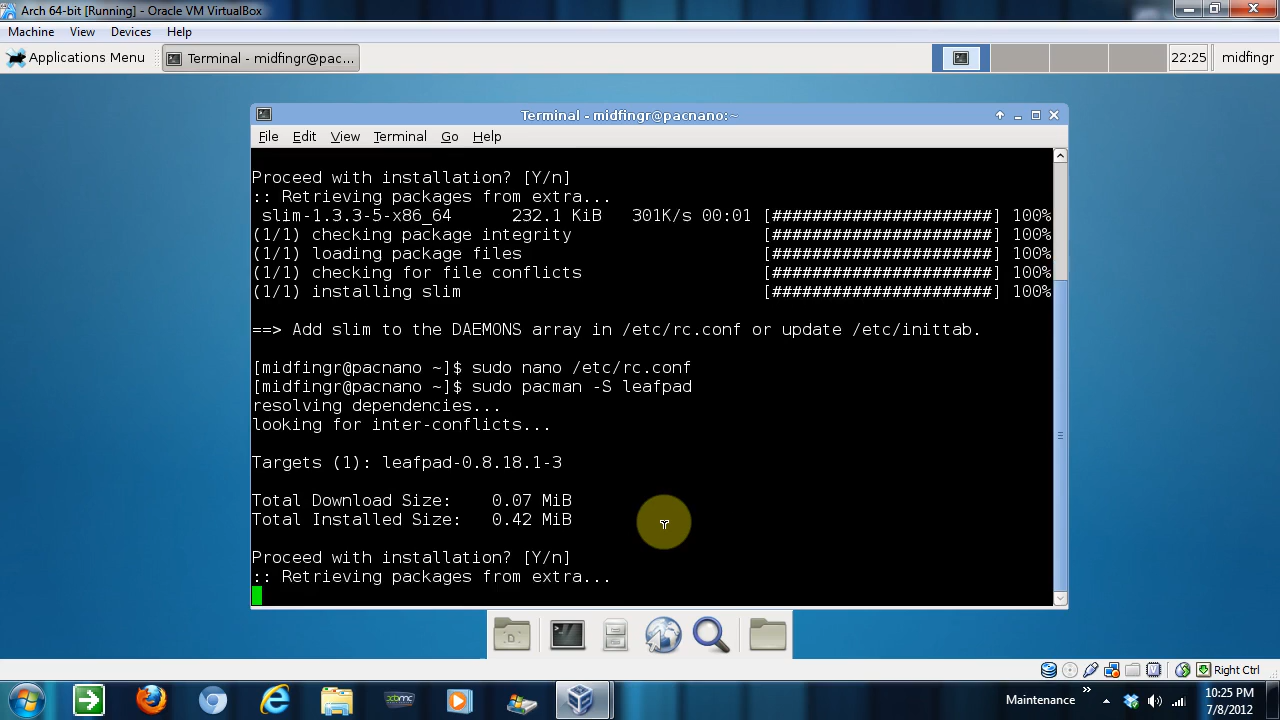 Arch 64-bit [Running] - Oracle VM VirtualBox
Machine View Devices Help
Applications Menu Terminal - midfingr@pac... 22:25 midfingr
Terminal - midfingr@pacnano:~
File Edit View Terminal Go Help
Proceed with installation? [Y/n]
:: Retrieving packages from extra...
slim-1.3.3-5-x86_64 232.1 KiB 301K/s 00:01 [######################] 100%
(1/1) checking package integrity [######################] 100%
(1/1) loading package files [######################] 100%
(1/1) checking for file conflicts [######################] 100%
(1/1) installing slim [######################] 100%
==> Add slim to the DAEMONS array in /etc/rc.conf or update /etc/inittab.
[midfingr@pacnano ~]$ sudo nano /etc/rc.conf
[midfingr@pacnano ~]$ sudo pacman -S leafpad
resolving dependencies...
looking for inter-conflicts...
Targets (1): leafpad-0.8.18.1-3
Total Download Size: 0.07 MiB
Total Installed Size: 0.42 MiB
Proceed with installation? [Y/n]
:: Retrieving packages from extra...
D
Right Ctrl
xbmc
Maintenance » 10:25 PM
7/8/2012